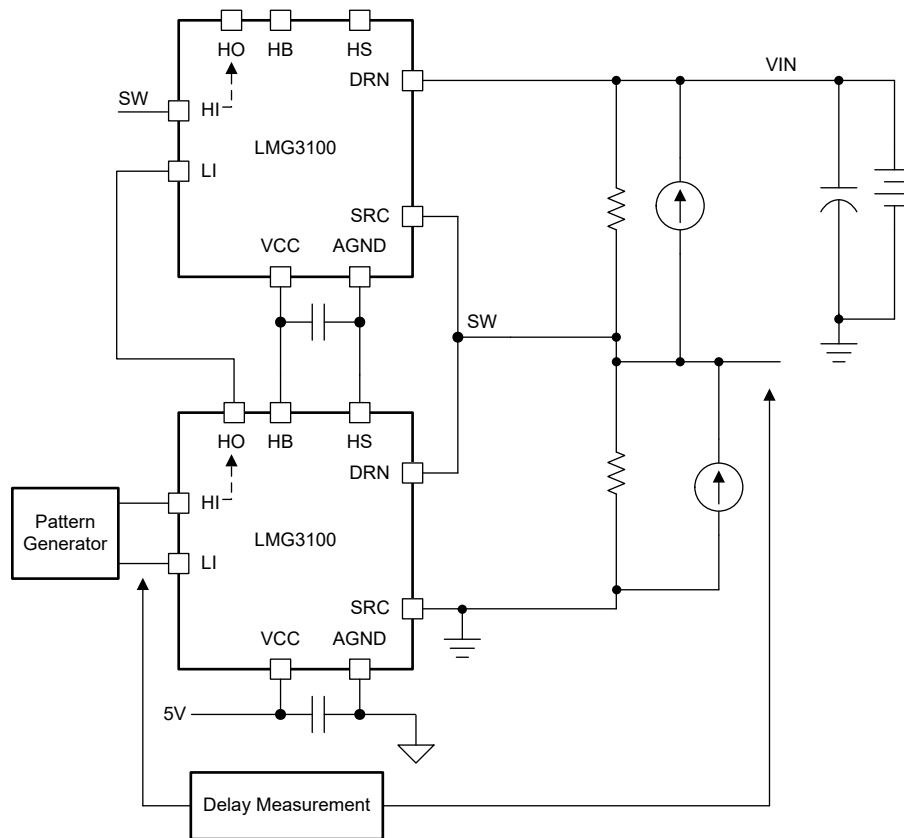 HO HB HS
DRN
VIN
SW
HI
LMG3100
LI
SRC
VCC AGND
SW
HO HB HS
DRN
HI
Pattern
Generator
LMG3100
LI
SRC
VCC AGND
5V
Delay Measurement